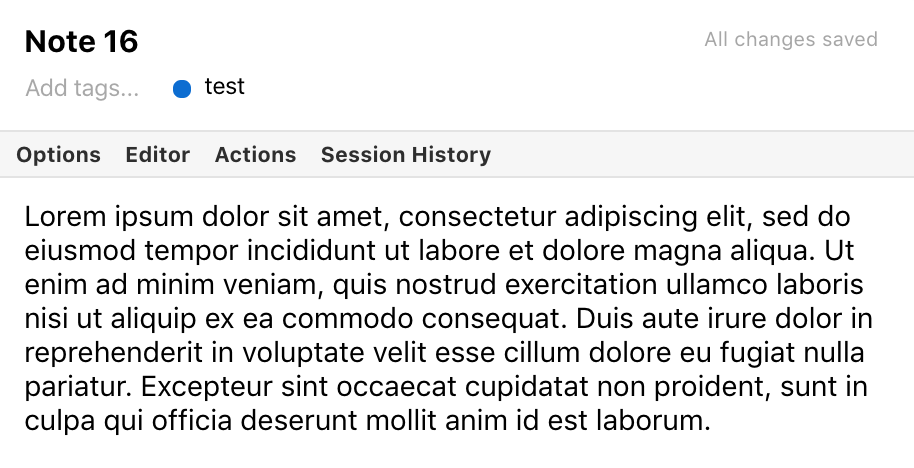 Note 16
All changes saved
Add tags... test
Options Editor Actions Session History
Lorem ipsum dolor sit amet, consectetur adipiscing elit, sed do
eiusmod tempor incididunt ut labore et dolore magna aliqua. Ut
enim ad minim veniam, quis nostrud exercitation ullamco laboris
nisi ut aliquip ex ea commodo consequat. Duis aute irure dolor in
reprehenderit in voluptate velit esse cillum dolore eu fugiat nulla
pariatur. Excepteur sint occaecat cupidatat non proident, sunt in
culpa qui officia deserunt mollit anim id est laborum.